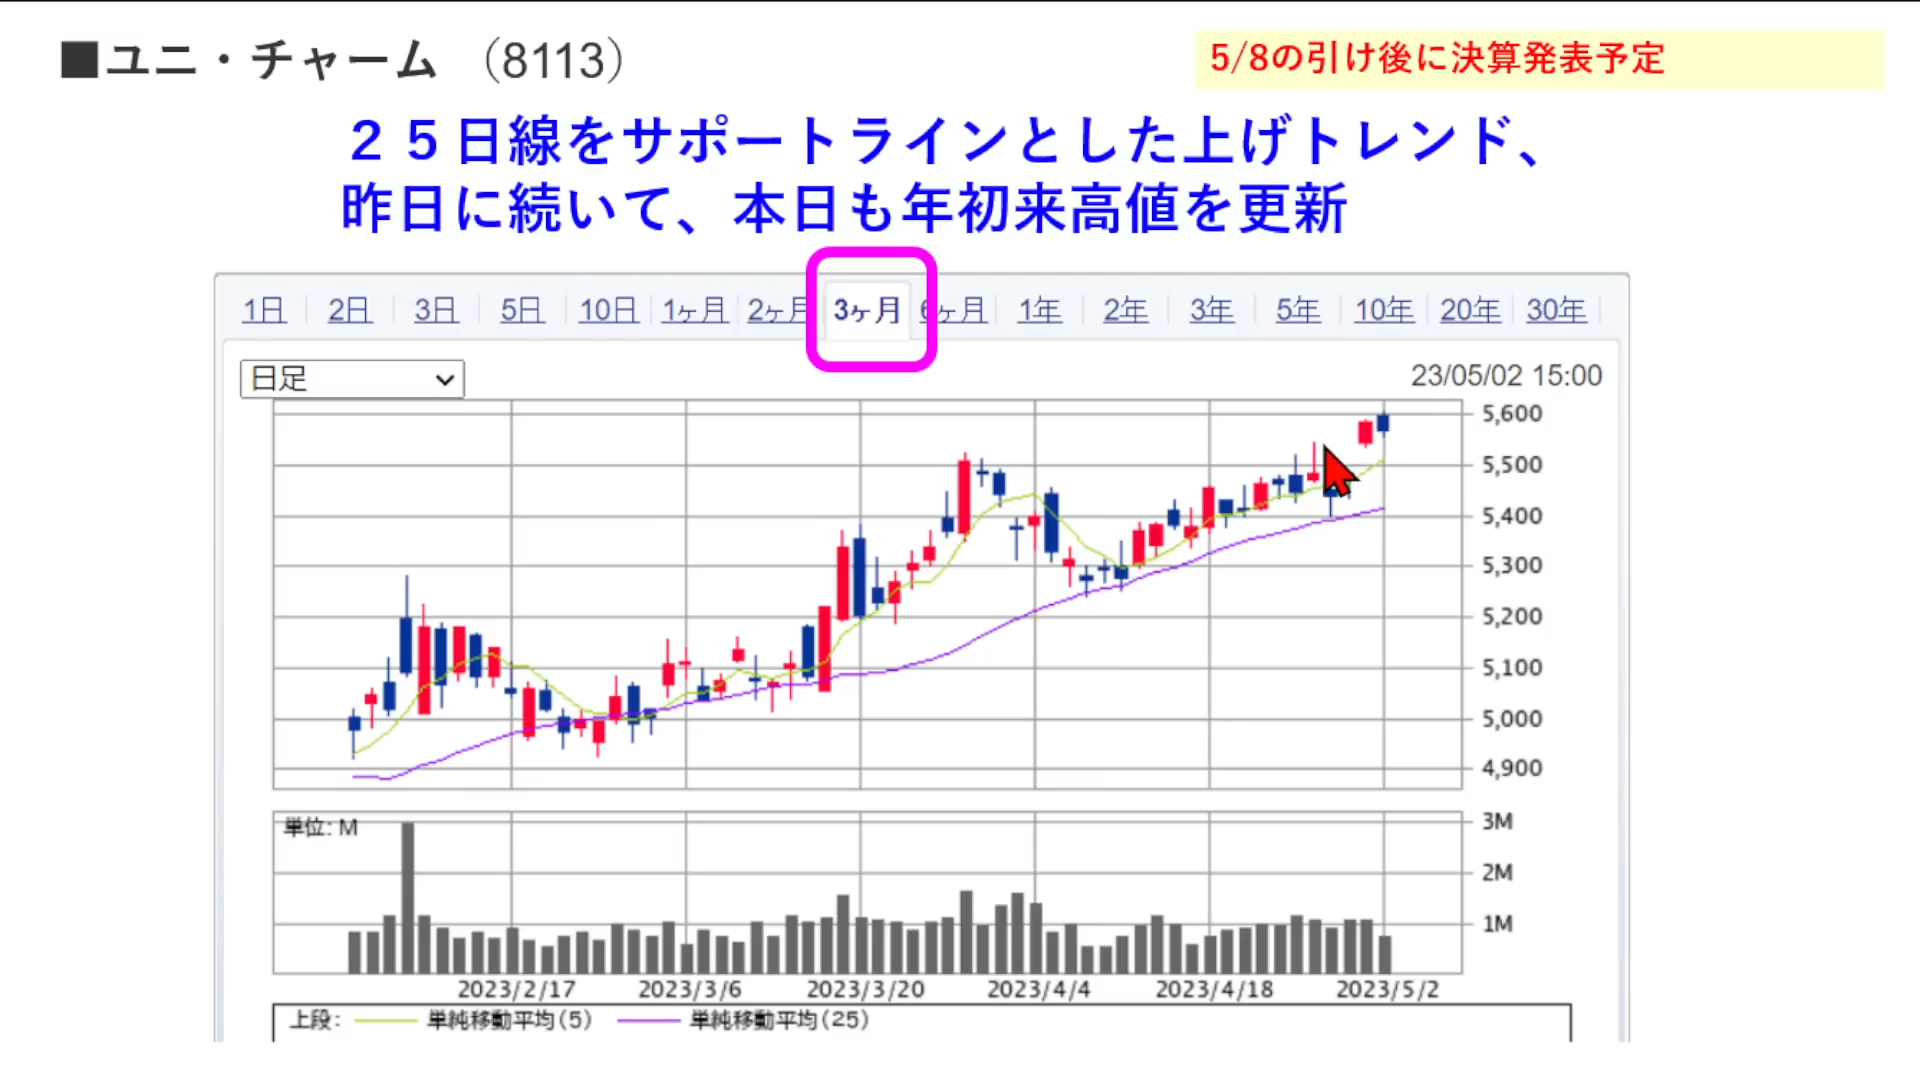 ■ユニ・チャーム （8113）
5/8の引け後に決算発表予定
２５日線をサポートラインとした上げトレンド、
昨日に続いて、本日も年初来高値を更新
1日 2日 3日 5日 10日 1ヶ月 2ヶ月 3ヶ月 6ヶ月 1年 2年 3年 5年 10年 20年 30年
日足
23/05/02 15:00
5,600
5,500
5,400
5,300
5,200
5,100
5,000
4,900
単位: M
3M
2M
1M
2023/2/17 2023/3/6 2023/3/20 2023/4/4 2023/4/18 2023/5/2
上段: 単純移動平均(5) 単純移動平均(25)